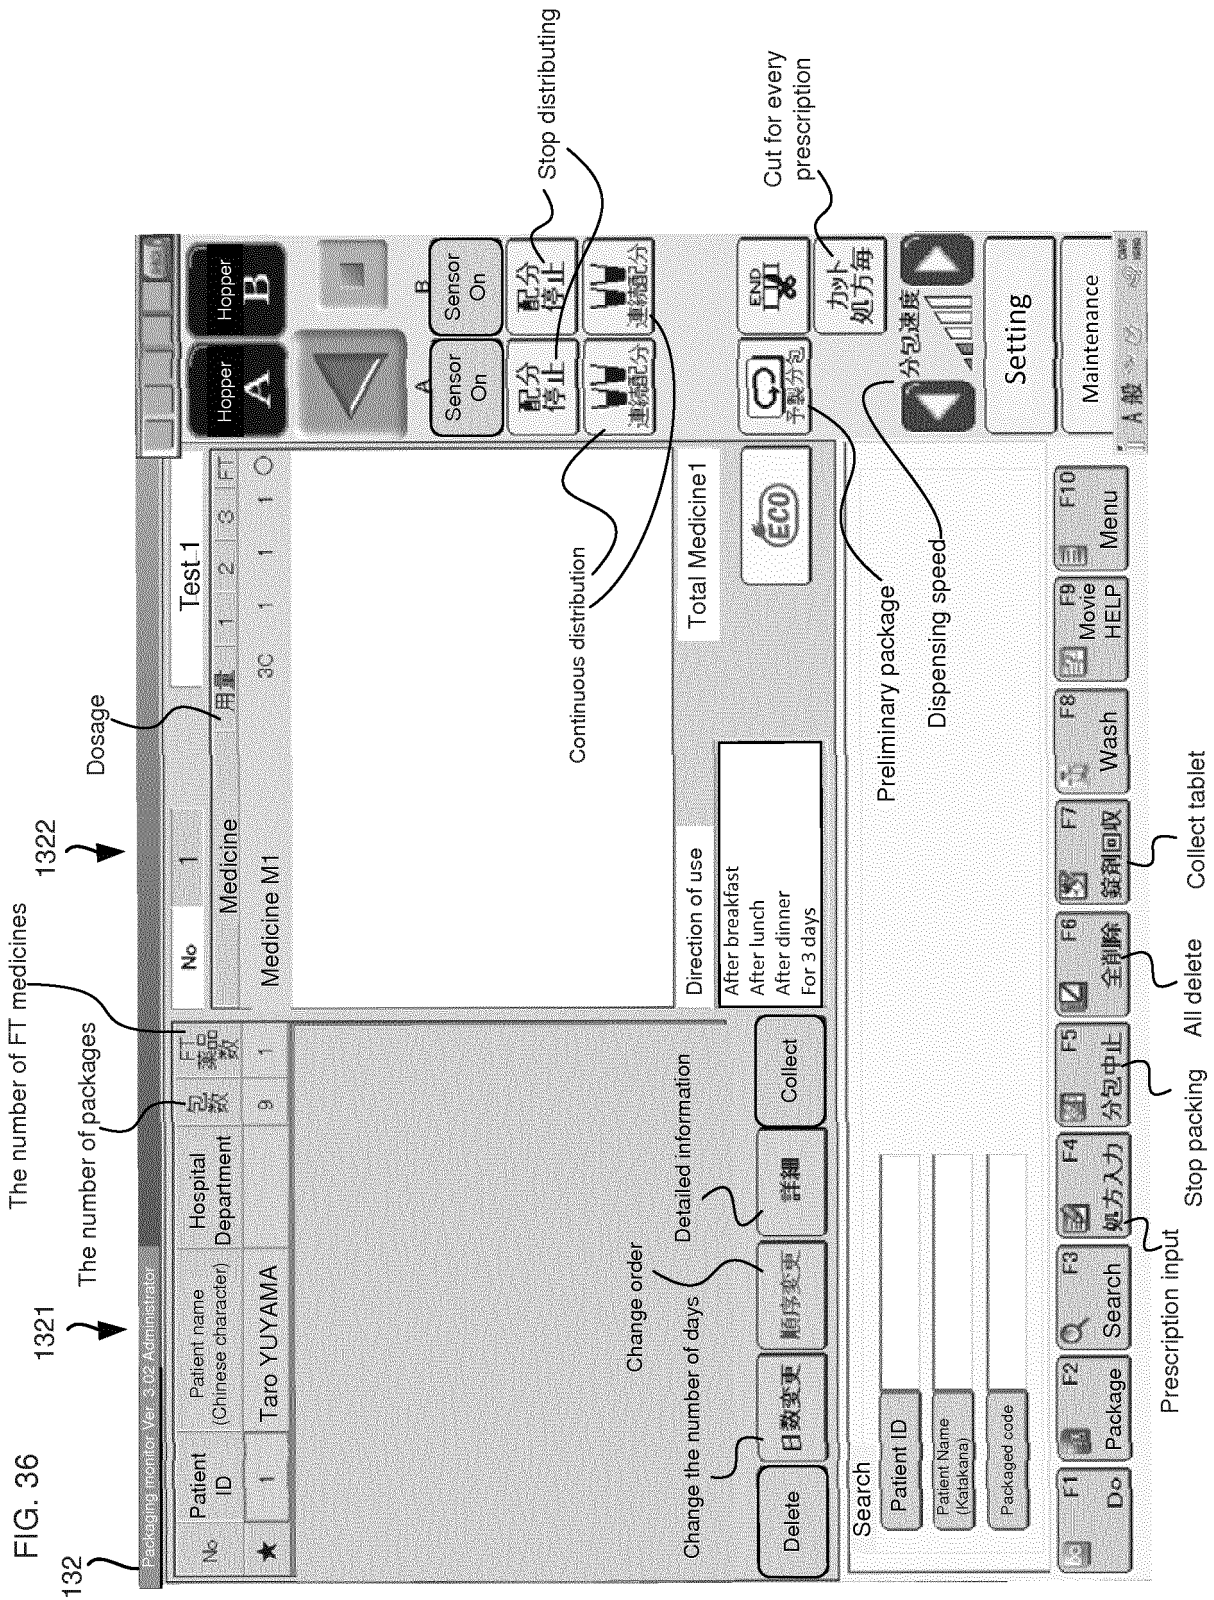 FIG. 36
132
1321
1322
The number of FT medicines
The number of packages
Dosage
Packaging monitor Ver 3.02 Administrator
No
Patient
ID
Patient name
(Chinese character)
Hospital
Department
包
数
FT
薬品
数
★
1
Taro YUYAMA
9
1
No
1
Test 1
Medicine
用量
1
2
3
FT
Medicine M1
3C
1
1
1
○
Hopper
A
Hopper
B
A
B
Sensor
On
Sensor
On
配分
停止
配分
停止
連続配分
連続配分
Stop distributing
Continuous distribution
Direction of use
Total Medicine1
After breakfast
After lunch
After dinner
For 3 days
ECO
予製分包
END
カット
処方毎
Cut for every
prescription
分包速度
Setting
Maintenance
A 般
Change the number of days
Change order
Detailed information
Delete
日数変更
順序変更
詳細
Collect
Preliminary package
Dispensing speed
Search
Patient ID
Patient Name
(Katakana)
Packaged code
F1
Do
F2
Package
F3
Search
F4
処方入力
F5
分包中止
F6
全削除
F7
錠剤回収
F8
Wash
F9
Movie
HELP
F10
Menu
Prescription input
Stop packing
All delete
Collect tablet